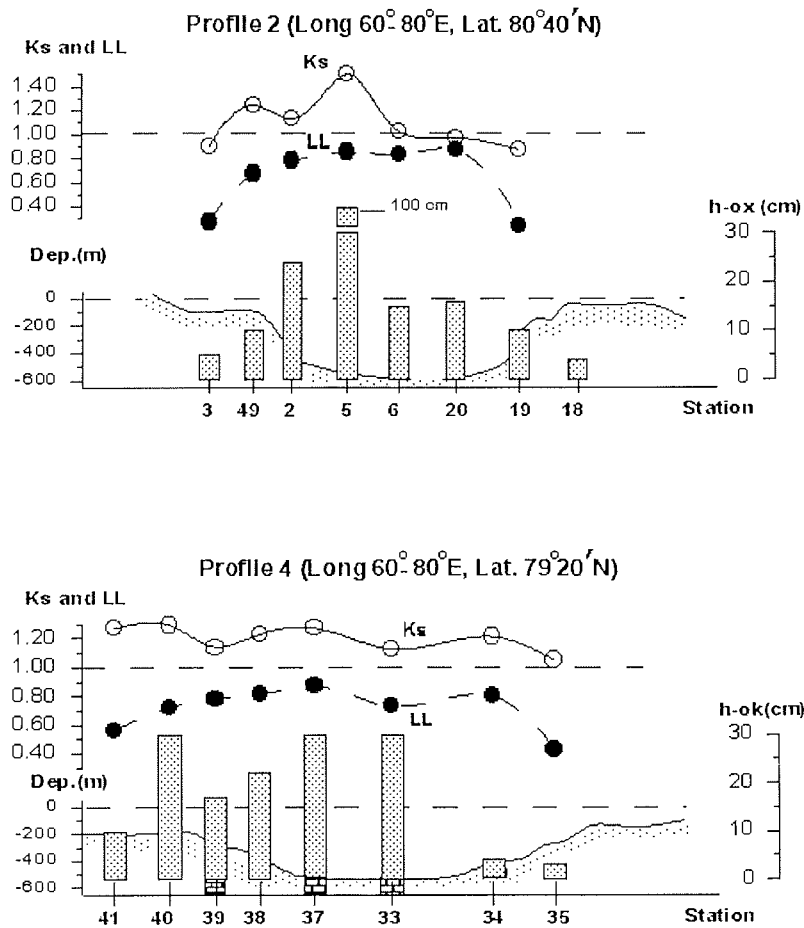 Profile 2 (Long 60°- 80°E, Lat. 80°40′N)
Ks and LL
Ks
1.40
1.20
1.00
0.80
0.60
0.40
LL
100 cm
h-ox (cm)
30
20
10
0
Dep.(m)
0
-200
-400
-600
3 49 2 5 6 20 19 18 Station
Profile 4 (Long 60°- 80°E, Lat. 79°20′N)
Ks and LL
Ks
1.20
1.00
0.80
0.60
0.40
LL
h-ok(cm)
30
20
10
0
Dep.(m)
0
-200
-400
-600
41 40 39 38 37 33 34 35 Station